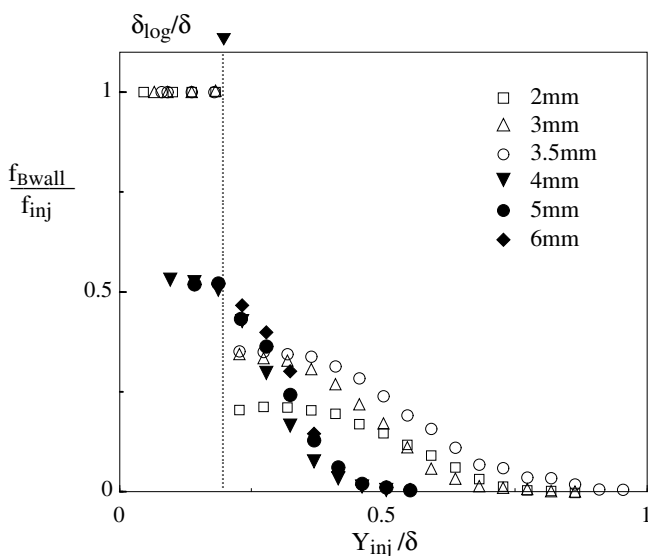 δlog/δ
1
fBwall
finj
0.5
0
0
0.5
1
Yinj/δ
2mm
3mm
3.5mm
4mm
5mm
6mm